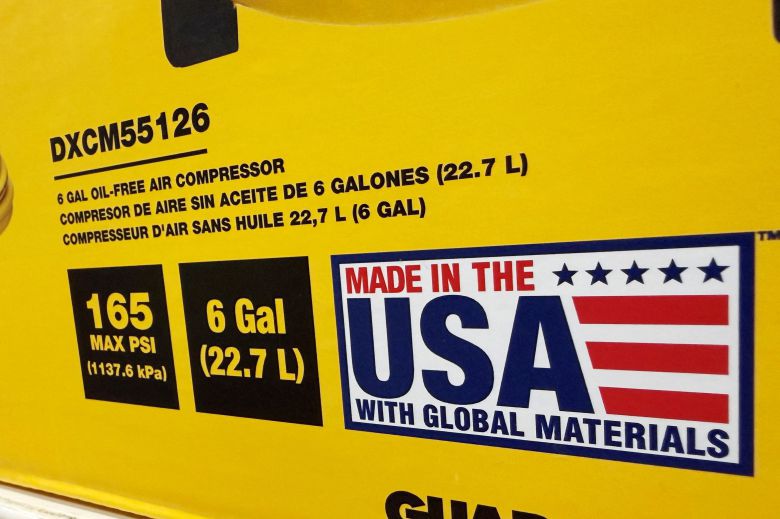 DXCM55126
6 GAL OIL-FREE AIR COMPRESSOR
COMPRESOR DE AIRE SIN ACEITE DE 6 GALONES (22.7 L)
COMPRESSEUR D'AIR SANS HUILE 22,7 L (6 GAL)
165
MAX PSI
(1137.6 kPa)
6 Gal
(22.7 L)
MADE IN THE
USA
WITH GLOBAL MATERIALS
TM